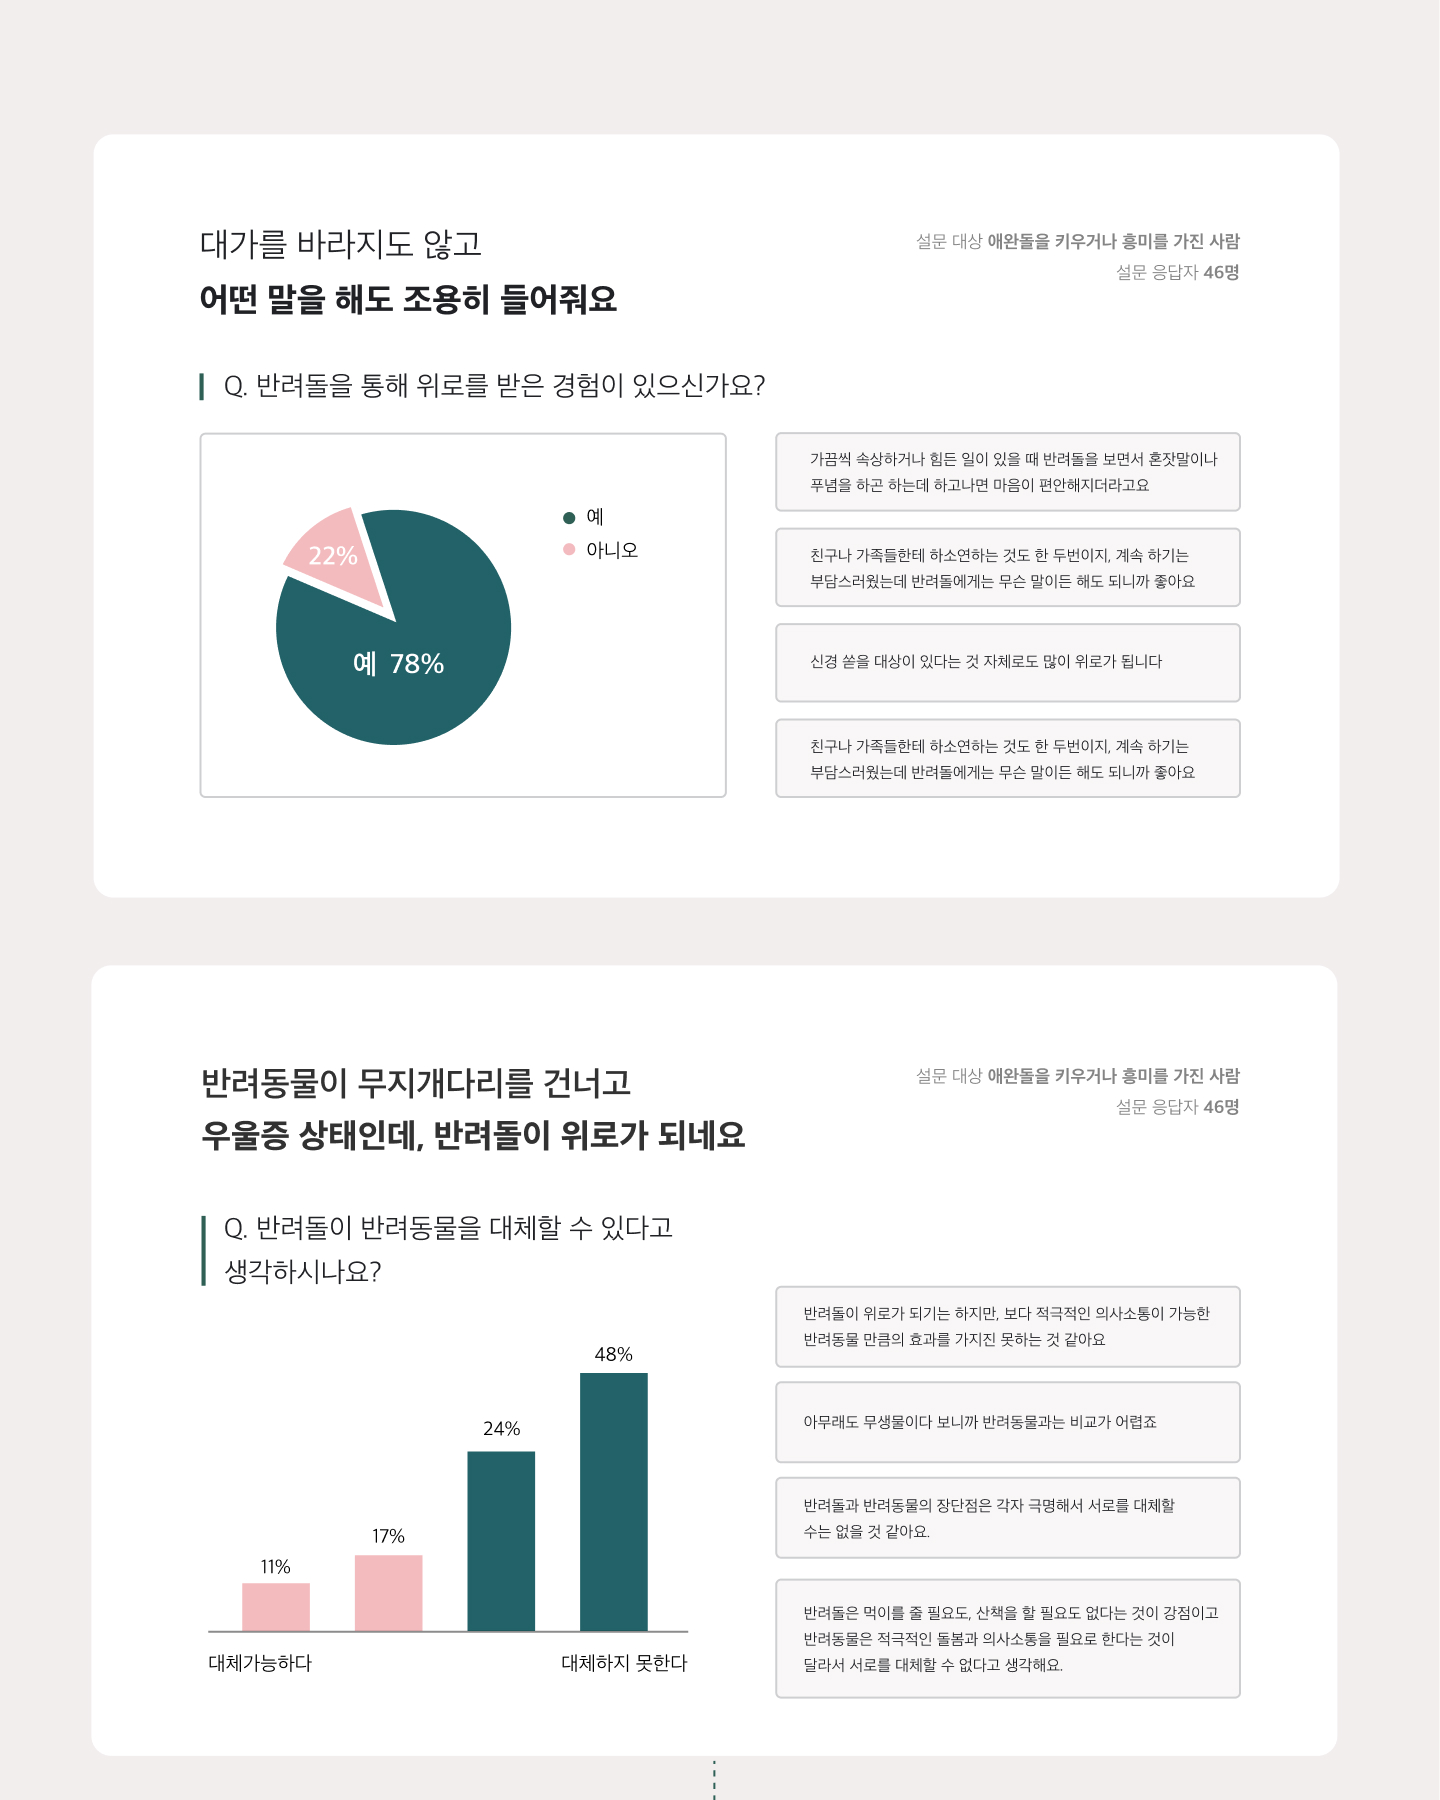 대가를 바라지도 않고
어떤 말을 해도 조용히 들어줘요
설문 대상 애완돌을 키우거나 흥미를 가진 사람
설문 응답자 46명
Q. 반려돌을 통해 위로를 받은 경험이 있으신가요?
22%
예 78%
예
아니오
가끔씩 속상하거나 힘든 일이 있을 때 반려돌을 보면서 혼잣말이나
푸념을 하곤 하는데 하고나면 마음이 편안해지더라고요
친구나 가족들한테 하소연하는 것도 한 두번이지, 계속 하기는
부담스러웠는데 반려돌에게는 무슨 말이든 해도 되니까 좋아요
신경 쏟을 대상이 있다는 것 자체로도 많이 위로가 됩니다
친구나 가족들한테 하소연하는 것도 한 두번이지, 계속 하기는
부담스러웠는데 반려돌에게는 무슨 말이든 해도 되니까 좋아요
반려동물이 무지개다리를 건너고
우울증 상태인데, 반려돌이 위로가 되네요
설문 대상 애완돌을 키우거나 흥미를 가진 사람
설문 응답자 46명
Q. 반려돌이 반려동물을 대체할 수 있다고
생각하시나요?
11%
17%
24%
48%
대체가능하다
대체하지 못한다
반려돌이 위로가 되기는 하지만, 보다 적극적인 의사소통이 가능한
반려동물 만큼의 효과를 가지진 못하는 것 같아요
아무래도 무생물이다 보니까 반려동물과는 비교가 어렵죠
반려돌과 반려동물의 장단점은 각자 극명해서 서로를 대체할
수는 없을 것 같아요.
반려돌은 먹이를 줄 필요도, 산책을 할 필요도 없다는 것이 강점이고
반려동물은 적극적인 돌봄과 의사소통을 필요로 한다는 것이
달라서 서로를 대체할 수 없다고 생각해요.